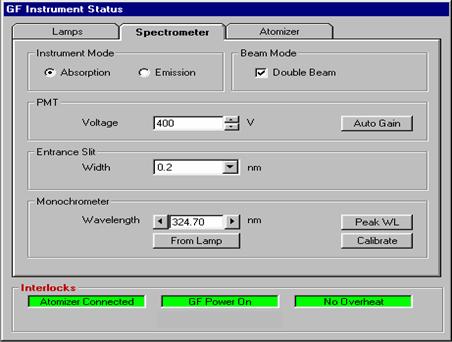 GF Instrument Status
Lamps Spectrometer Atomizer
Instrument Mode Beam Mode
Absorption Emission Double Beam
PMT
Voltage 400 V Auto Gain
Entrance Slit
Width 0.2 nm
Monochrometer
Wavelength 324.70 nm Peak WL
From Lamp Calibrate
Interlocks
Atomizer Connected GF Power On No Overheat